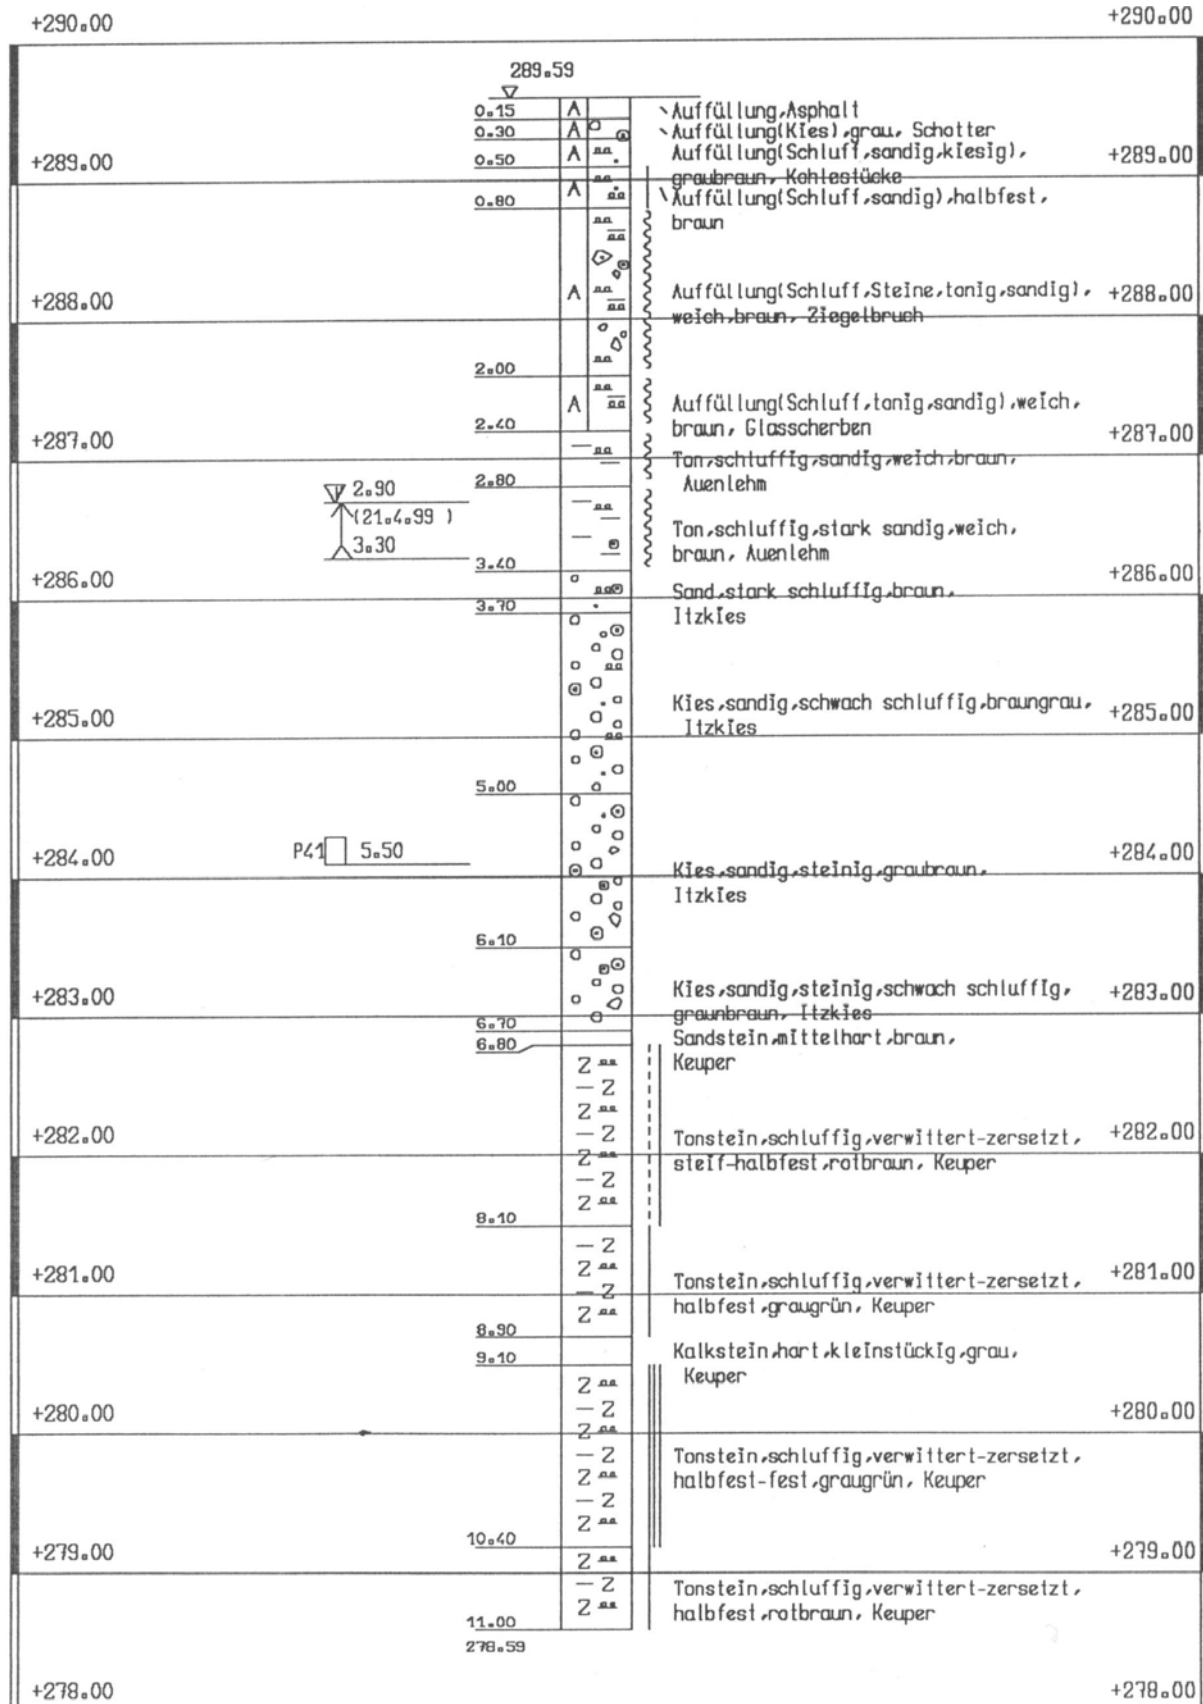 +290.00 +290.00
289.59
0.15 A Auffüllung,Asphalt
0.30 A Auffüllung(Kies),grau, Schotter
+289.00 0.50 A Auffüllung(Schluff,sandig,kiesig), +289.00
graubraun, Kohlestücke
0.80 A Auffüllung(Schluff,sandig),halbfest,
braun
+288.00 A Auffüllung(Schluff,Steine,tonig,sandig), +288.00
weich,braun, Ziegelbruch
2.00
A Auffüllung(Schluff,tonig,sandig),weich,
+287.00 2.40 braun, Glasscherben +287.00
Ton,schluffig,sandig,weich,braun,
2.80 Auenlehm
2.90
(21.4.99 ) Ton,schluffig,stark sandig,weich,
3.30 braun, Auenlehm
+286.00 3.40 +286.00
Sand,stark schluffig,braun,
3.70 Itzkies
+285.00 Kies,sandig,schwach schluffig,braungrau, +285.00
Itzkies
5.00
+284.00 P41 5.50 +284.00
Kies,sandig,steinig,graubraun,
Itzkies
6.10
+283.00 Kies,sandig,steinig,schwach schluffig, +283.00
graunbraun, Itzkies
6.70 Sandstein,mittelhart,braun,
6.80 Keuper
Z
Z
Z
+282.00 Z Tonstein,schluffig,verwittert-zersetzt, +282.00
Z steif-halbfest,rotbraun, Keuper
Z
Z
8.10
Z
+281.00 Z Tonstein,schluffig,verwittert-zersetzt, +281.00
Z halbfest,graugrün, Keuper
Z
8.90
9.10 Kalkstein,hart,kleinstückig,grau,
Z Keuper
+280.00 Z +280.00
Z
Z Tonstein,schluffig,verwittert-zersetzt,
Z halbfest-fest,graugrün, Keuper
Z
Z
10.40
+279.00 Z +279.00
Z Tonstein,schluffig,verwittert-zersetzt,
Z halbfest,rotbraun, Keuper
11.00
278.59
+278.00 +278.00